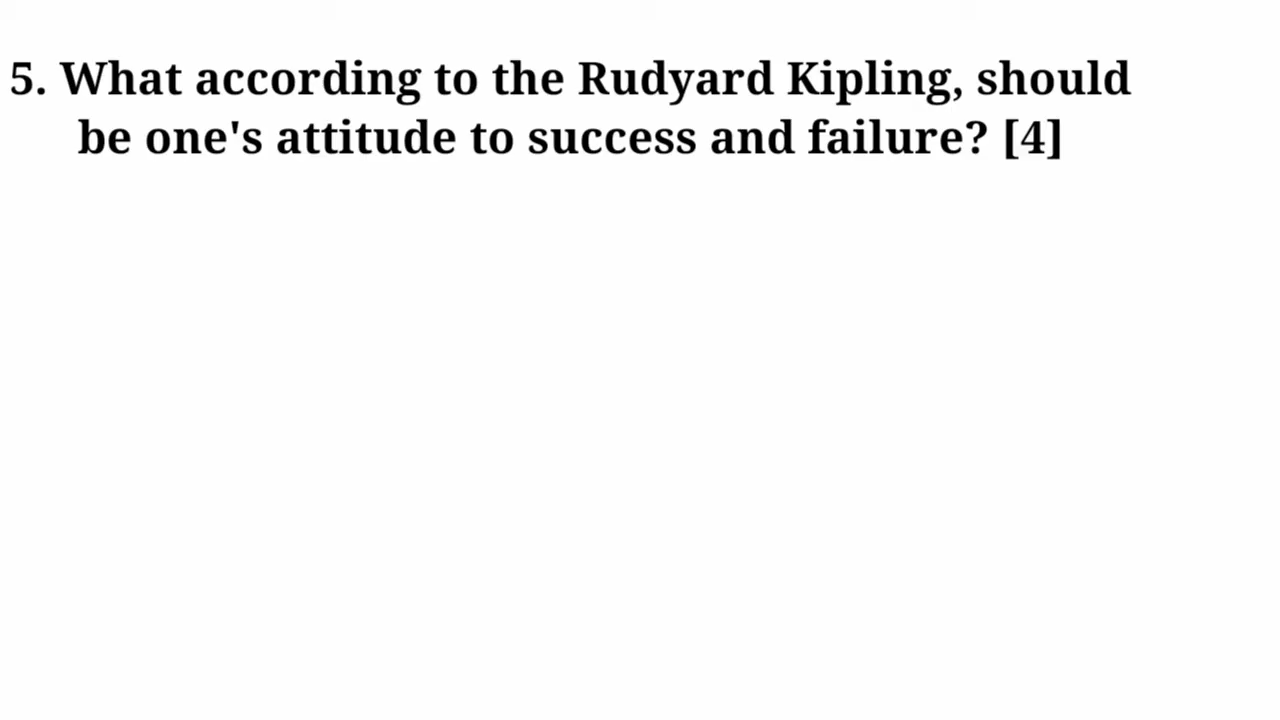 5. What according to the Rudyard Kipling, should
be one's attitude to success and failure? [4]